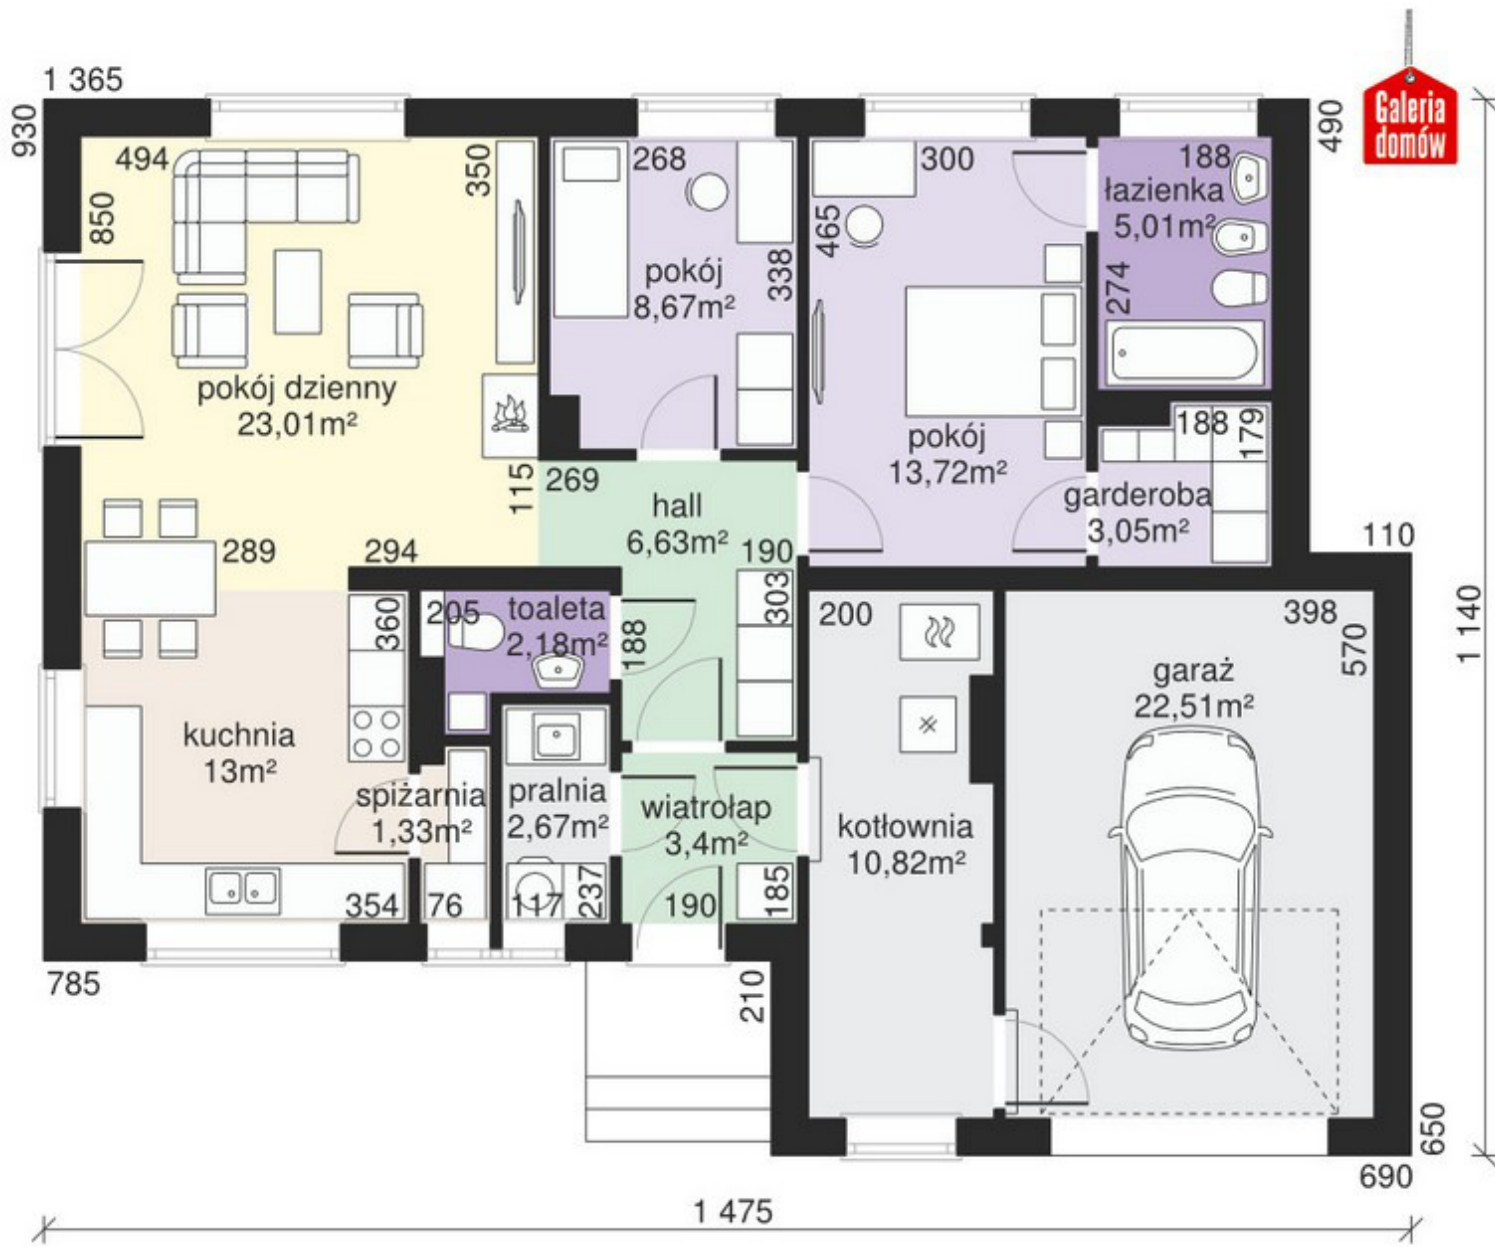 1 365
930
490
Galeria
domów
494
350
268
300
188
850
łazienka
5,01m²
465
pokój
8,67m²
338
274
pokój dzienny
23,01m²
pokój
13,72m²
188
179
115
269
garderoba
3,05m²
hall
6,63m²
289
294
190
110
303
360
205
toaleta
2,18m²
188
200
398
570
1 140
garaż
22,51m²
kuchnia
13m²
spiżarnia
1,33m²
pralnia
2,67m²
wiatrołap
3,4m²
kotłownia
10,82m²
354
76
117
237
190
185
785
210
650
690
1 475